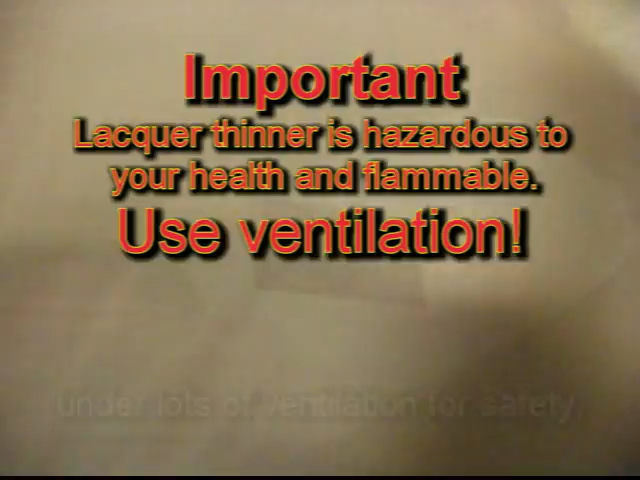 Important
Lacquer thinner is hazardous to
your health and flammable.
Use ventilation!
under lots of ventilation for safety,